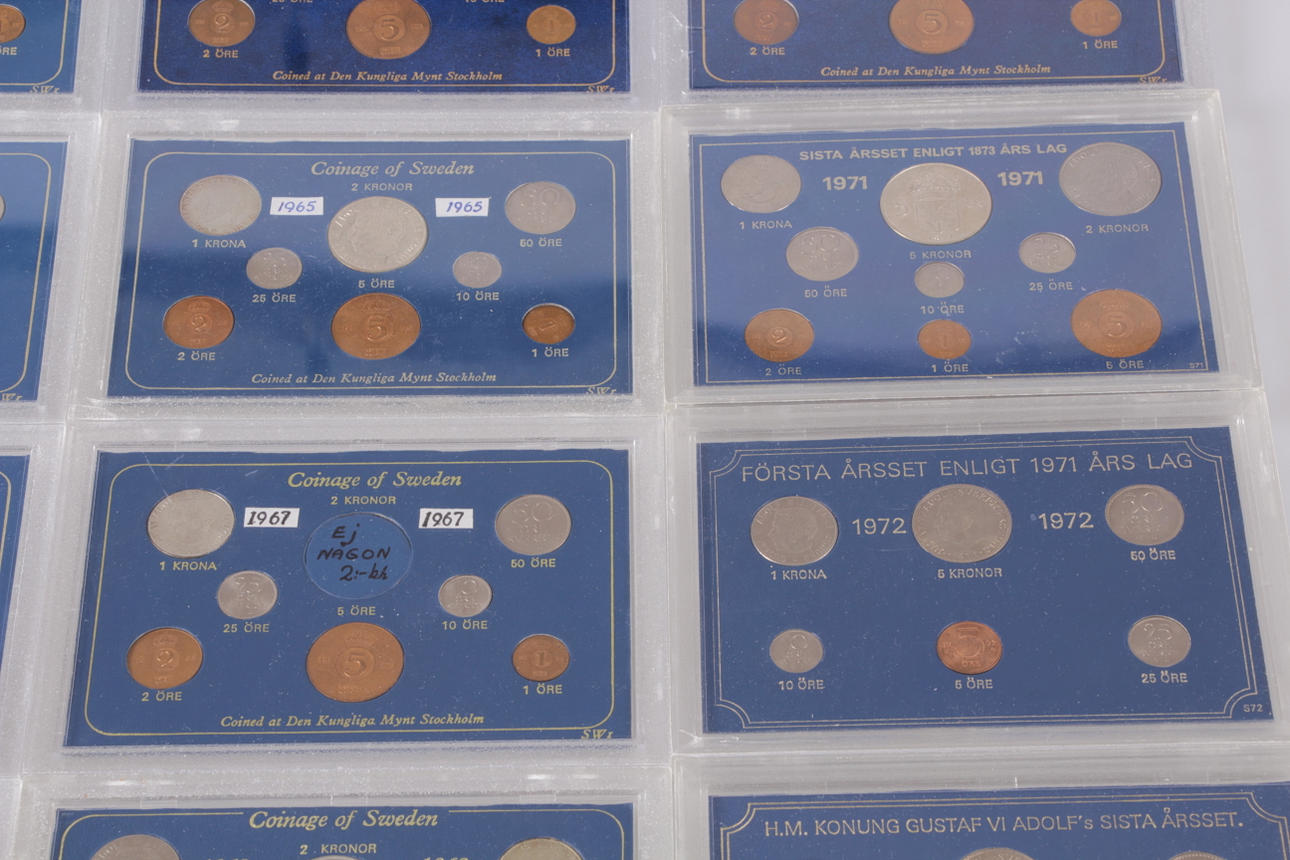 ÖRE
2 ÖRE
1 ÖRE
Coined at Den Kungliga Mynt Stockholm
SWr
2 ÖRE
1 ÖRE
Coined at Den Kungliga Mynt Stockholm
Coinage of Sweden
2 KRONOR
1965
1965
1 KRONA
50 ÖRE
5 ÖRE
25 ÖRE
10 ÖRE
2 ÖRE
1 ÖRE
Coined at Den Kungliga Mynt Stockholm
SWr
SISTA ÅRSSET ENLIGT 1873 ÅRS LAG
1971
1971
1 KRONA
2 KRONOR
5 KRONOR
50 ÖRE
25 ÖRE
10 ÖRE
2 ÖRE
1 ÖRE
5 ÖRE
S71
Coinage of Sweden
2 KRONOR
1967
1967
Ej
NÅGON
2:-kr
1 KRONA
50 ÖRE
5 ÖRE
25 ÖRE
10 ÖRE
2 ÖRE
1 ÖRE
Coined at Den Kungliga Mynt Stockholm
SWr
FÖRSTA ÅRSSET ENLIGT 1971 ÅRS LAG
1972
1972
1 KRONA
5 KRONOR
50 ÖRE
10 ÖRE
5 ÖRE
25 ÖRE
S72
Coinage of Sweden
2 KRONOR
H.M. KONUNG GUSTAF VI ADOLF's SISTA ÅRSSET.